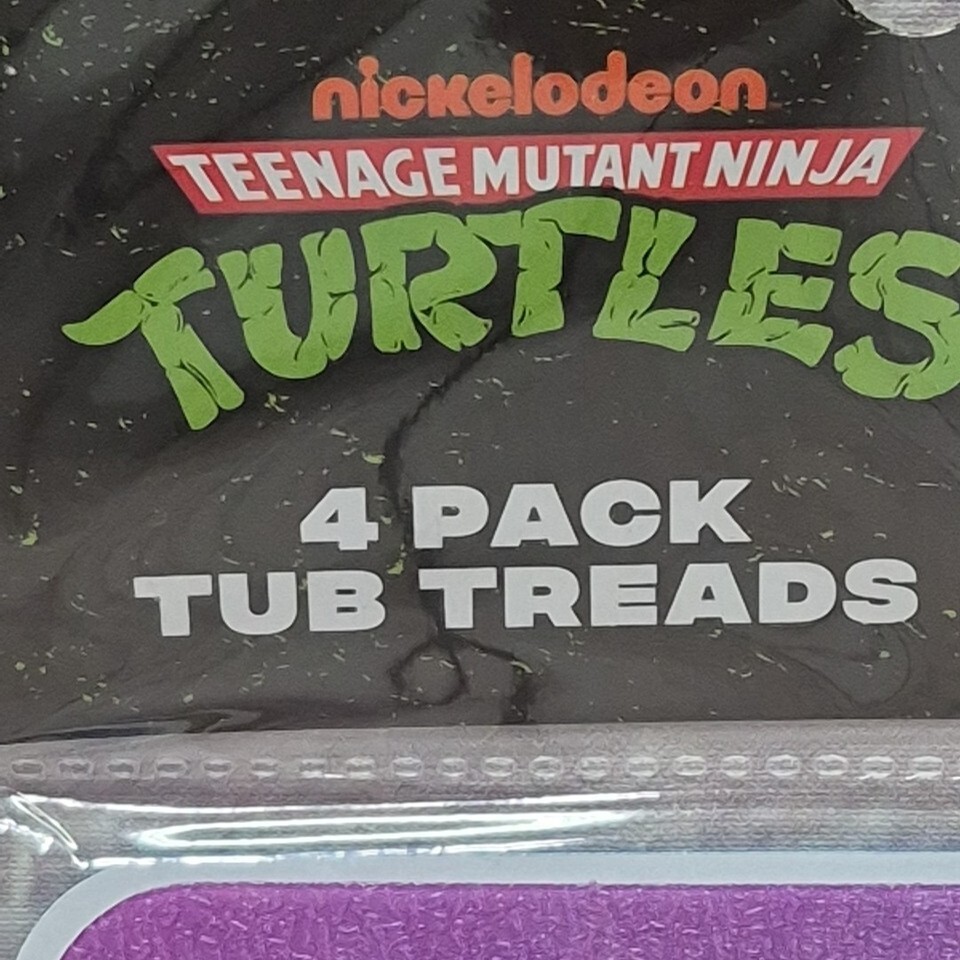 nickelodeon
TEENAGE MUTANT NINJA
TURTLES
4 PACK
TUB TREADS